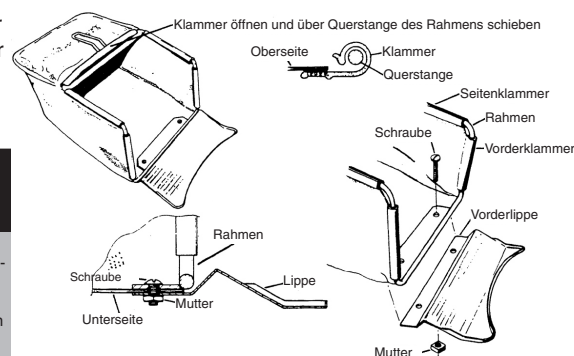 Klammer öffnen und über Querstange des Rahmens schieben
Oberseite
Klammer
Querstange
Seitenklammer
Rahmen
Schraube
Vorderklammer
Vorderlippe
Rahmen
Schraube
Lippe
Mutter
Unterseite
Mutter